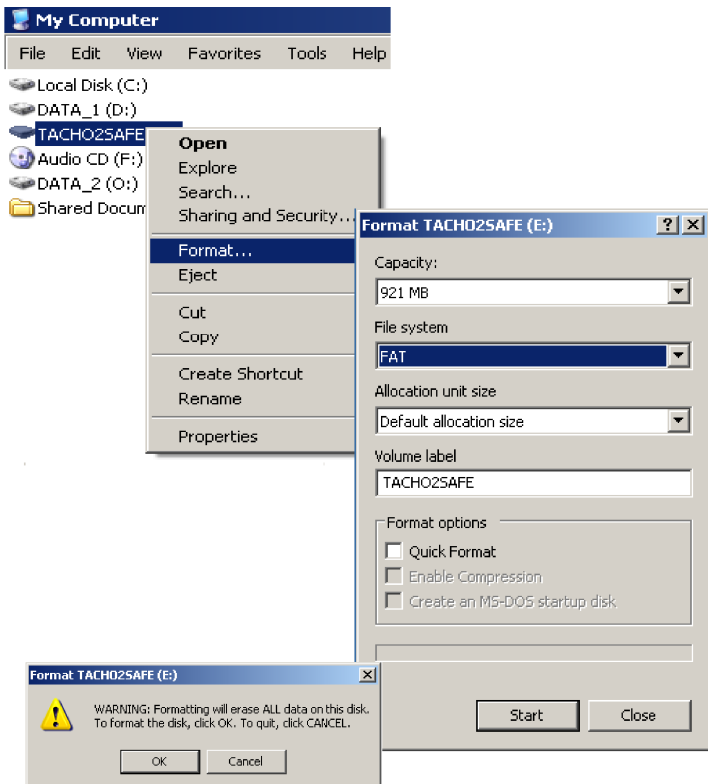 My Computer
File Edit View Favorites Tools Help
Local Disk (C:)
DATA_1 (D:)
TACHO2SAFE
Audio CD (F:)
DATA_2 (O:)
Shared Docum
Open
Explore
Search...
Sharing and Security...
Format...
Eject
Cut
Copy
Create Shortcut
Rename
Properties
Format TACHO2SAFE (E:)
Capacity:
921 MB
File system
FAT
Allocation unit size
Default allocation size
Volume label
TACHO2SAFE
Format options
Quick Format
Enable Compression
Create an MS-DOS startup disk
Start Close
Format TACHO2SAFE (E:)
WARNING: Formatting will erase ALL data on this disk.
To format the disk, click OK. To quit, click CANCEL.
OK Cancel